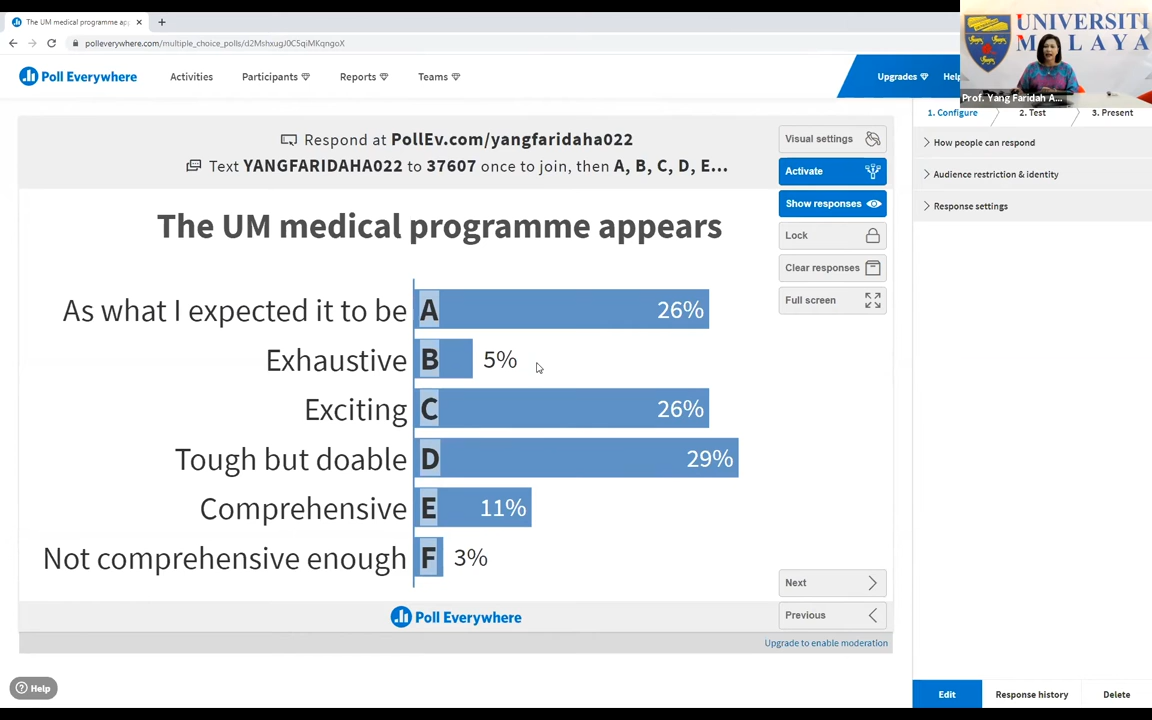 The UM medical programme ap
polleverywhere.com/multiple_choice_polls/d2MshxugJ0C5qiMKqngoX
Poll Everywhere
Activities
Participants
Reports
Teams
Upgrades
Help
UNIVERSITI
MALAYA
Prof. Yang Faridah A...
1. Configure
2. Test
3. Present
How people can respond
Audience restriction & identity
Response settings
Respond at PollEv.com/yangfaridaha022
Text YANGFARIDAHA022 to 37607 once to join, then A, B, C, D, E...
Visual settings
Activate
Show responses
Lock
Clear responses
Full screen
The UM medical programme appears
As what I expected it to be A 26%
Exhaustive B 5%
Exciting C 26%
Tough but doable D 29%
Comprehensive E 11%
Not comprehensive enough F 3%
Next
Previous
Poll Everywhere
Upgrade to enable moderation
Help
Edit
Response history
Delete